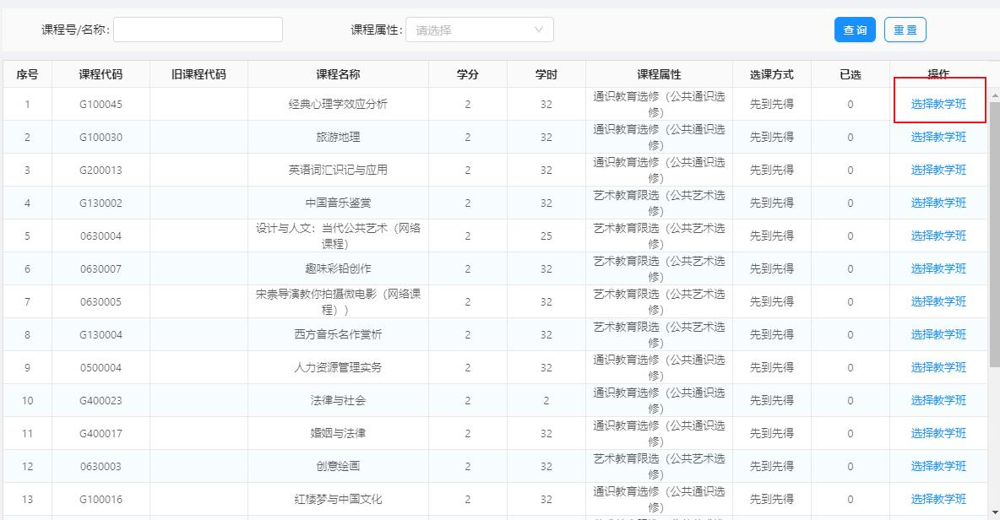 课程号/名称: 课程属性: 请选择 查 询 重 置
序号 课程代码 旧课程代码 课程名称 学分 学时 课程属性 选课方式 已选 操作
1 G100045 经典心理学效应分析 2 32 通识教育选修（公共通识选修） 先到先得 0 选择教学班
2 G100030 旅游地理 2 32 通识教育选修（公共通识选修） 先到先得 0 选择教学班
3 G200013 英语词汇识记与应用 2 32 通识教育选修（公共通识选修） 先到先得 0 选择教学班
4 G130002 中国音乐鉴赏 2 32 艺术教育限选（公共艺术选修） 先到先得 0 选择教学班
5 0630004 设计与人文：当代公共艺术（网络课程） 2 25 艺术教育限选（公共艺术选修） 先到先得 0 选择教学班
6 0630007 趣味彩铅创作 2 32 艺术教育限选（公共艺术选修） 先到先得 0 选择教学班
7 0630005 宋崇导演教你拍摄微电影（网络课程）） 2 32 艺术教育限选（公共艺术选修） 先到先得 0 选择教学班
8 G130004 西方音乐名作赏析 2 32 艺术教育限选（公共艺术选修） 先到先得 0 选择教学班
9 0500004 人力资源管理实务 2 32 通识教育选修（公共通识选修） 先到先得 0 选择教学班
10 G400023 法律与社会 2 2 通识教育选修（公共通识选修） 先到先得 0 选择教学班
11 G400017 婚姻与法律 2 32 通识教育选修（公共通识选修） 先到先得 0 选择教学班
12 0630003 创意绘画 2 32 艺术教育限选（公共艺术选修） 先到先得 0 选择教学班
13 G100016 红楼梦与中国文化 2 32 通识教育选修（公共通识选修） 先到先得 0 选择教学班